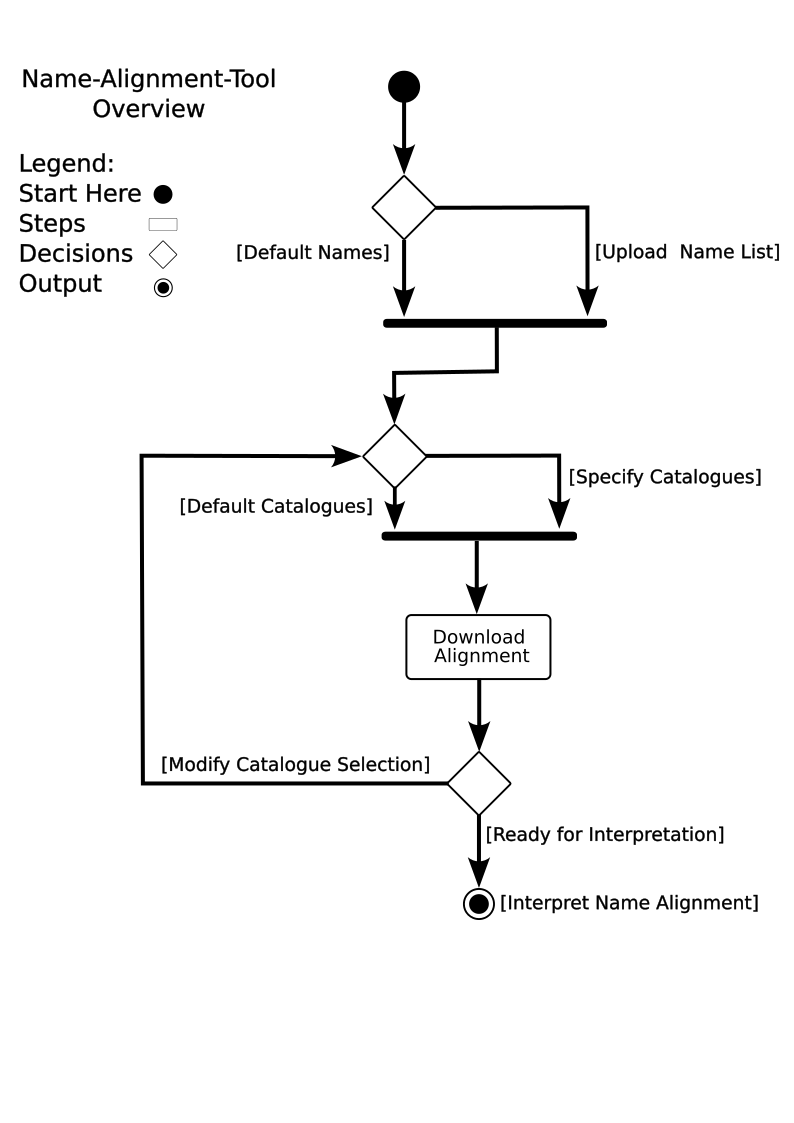 Name-Alignment-Tool
Overview
Legend:
Start Here
Steps
Decisions
Output
[Default Names]
[Upload  Name List]
[Specify Catalogues]
[Default Catalogues]
Download
Alignment
[Modify Catalogue Selection]
[Ready for Interpretation]
[Interpret Name Alignment]